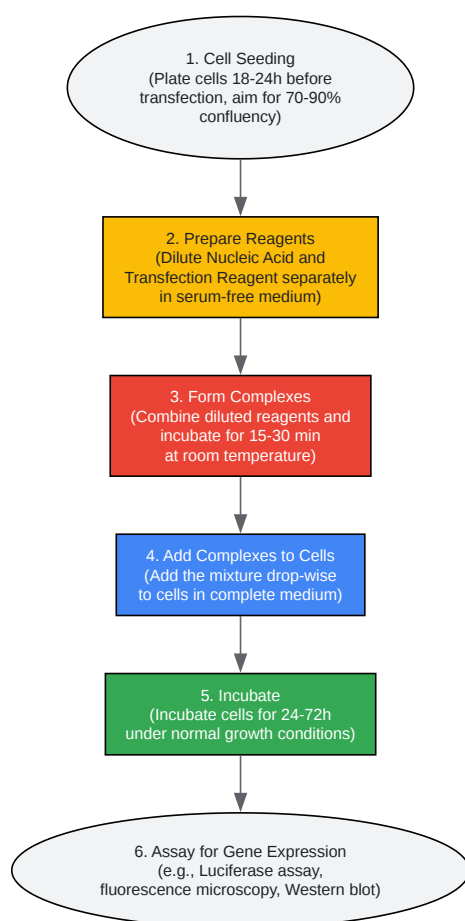 1. Cell Seeding
(Plate cells 18-24h before
transfection, aim for 70-90%
confluency)
2. Prepare Reagents
(Dilute Nucleic Acid and
Transfection Reagent separately
in serum-free medium)
3. Form Complexes
(Combine diluted reagents and
incubate for 15-30 min
at room temperature)
4. Add Complexes to Cells
(Add the mixture drop-wise
to cells in complete medium)
5. Incubate
(Incubate cells for 24-72h
under normal growth conditions)
6. Assay for Gene Expression
(e.g., Luciferase assay,
fluorescence microscopy, Western blot)